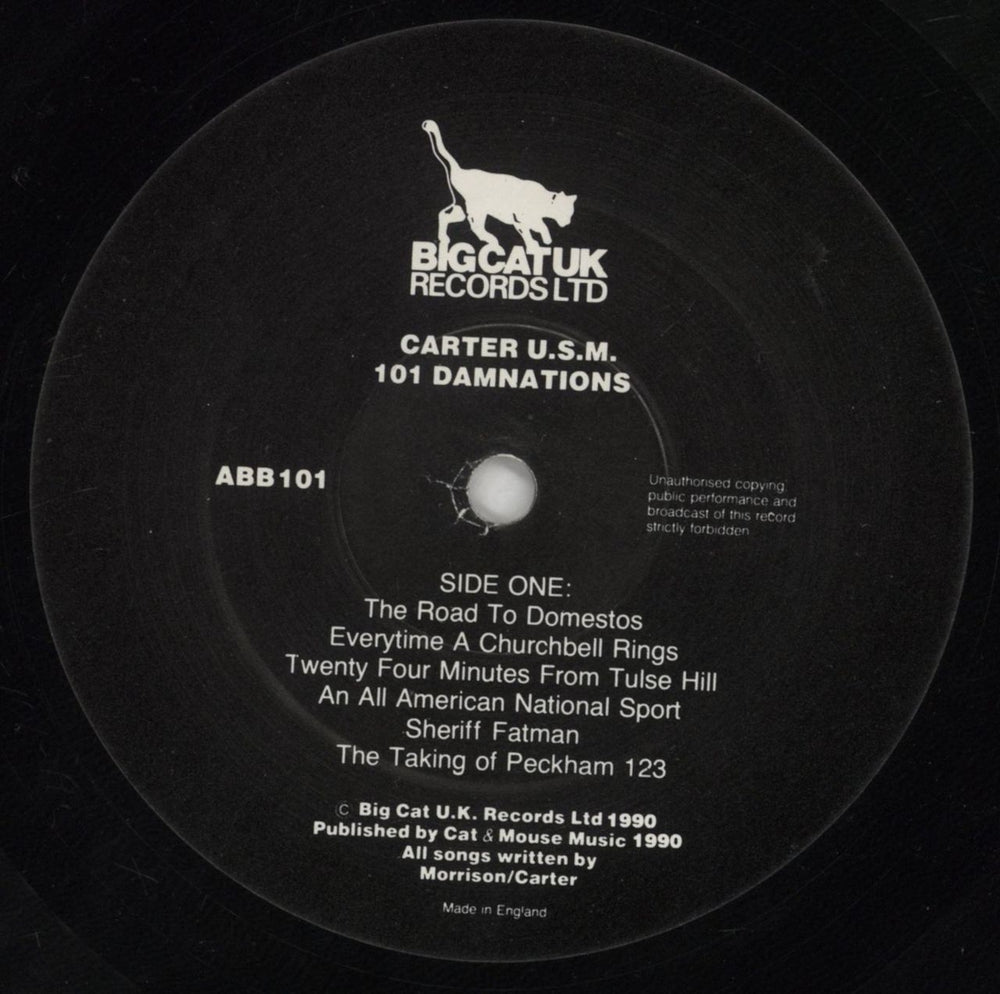 BIG CAT UK
RECORDS LTD
CARTER U.S.M.
101 DAMNATIONS
ABB101
Unauthorised copying
public performance and
broadcast of this record
strictly forbidden
SIDE ONE:
The Road To Domestos
Everytime A Churchbell Rings
Twenty Four Minutes From Tulse Hill
An All American National Sport
Sheriff Fatman
The Taking of Peckham 123
© Big Cat U.K. Records Ltd 1990
Published by Cat & Mouse Music 1990
All songs written by
Morrison/Carter
Made in England